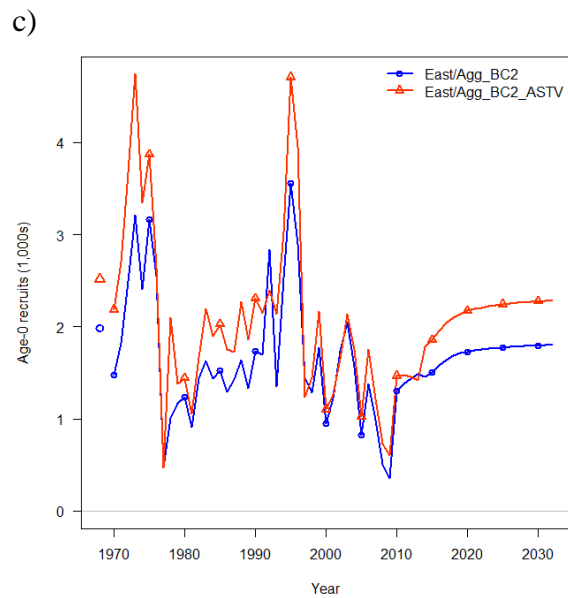 c)
East/Agg_BC2
East/Agg_BC2_ASTV
Age-0 recruits (1,000s)
4
3
2
1
0
1970 1980 1990 2000 2010 2020 2030
Year